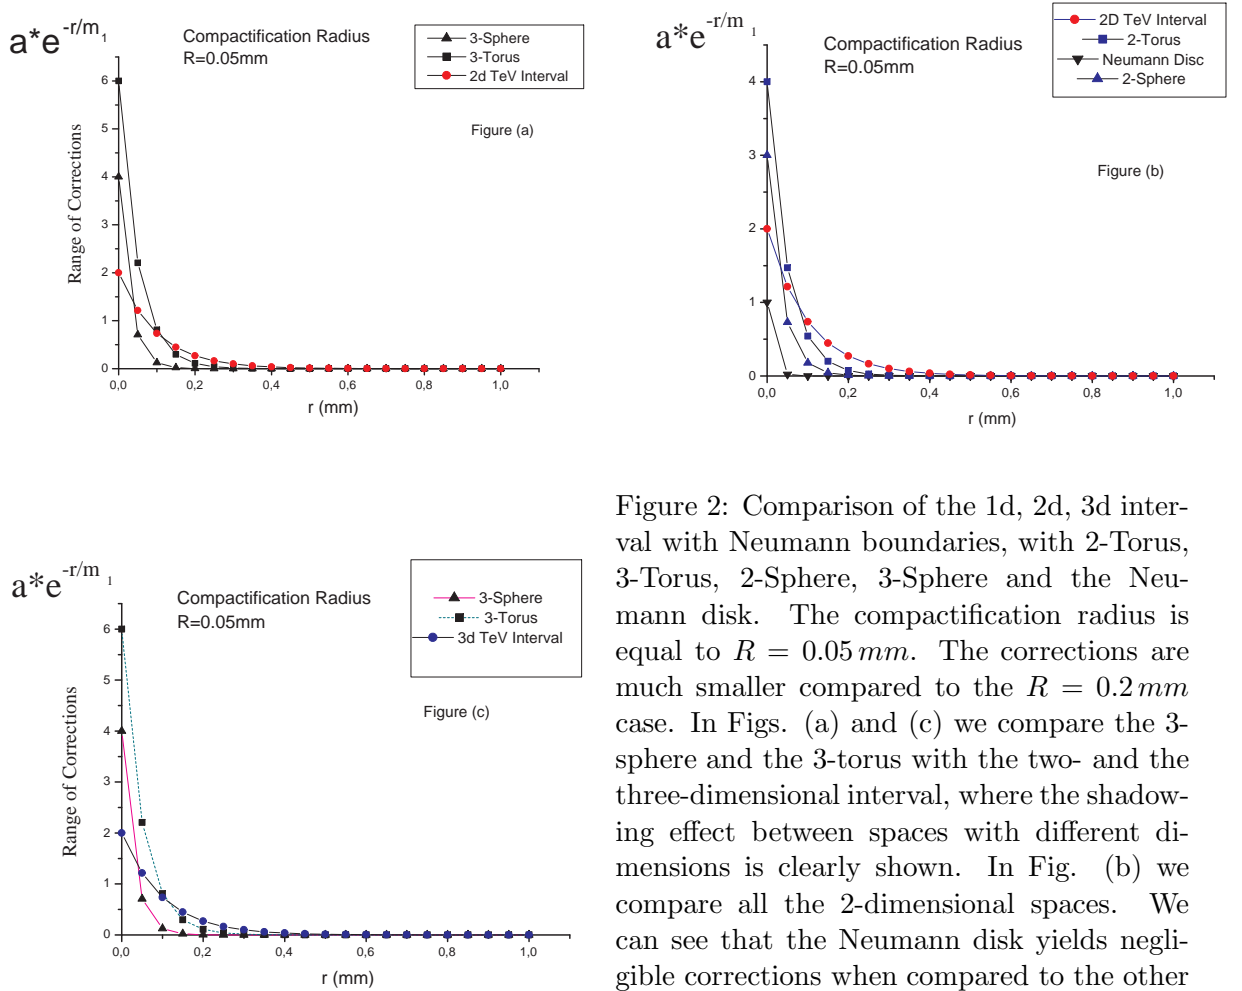 a*e^-r/m_1
Compactification Radius
R=0.05mm
3-Sphere
3-Torus
2d TeV Interval
Figure (a)
Range of Corrections
6
5
4
3
2
1
0
0,0 0,2 0,4 0,6 0,8 1,0
r (mm)
a*e^-r/m_1
Compactification Radius
R=0.05mm
2D TeV Interval
2-Torus
Neumann Disc
2-Sphere
Figure (b)
4
3
2
1
0
0,0 0,2 0,4 0,6 0,8 1,0
r (mm)
a*e^-r/m_1
Compactification Radius
R=0.05mm
3-Sphere
3-Torus
3d TeV Interval
Figure (c)
Range of Corrections
6
5
4
3
2
1
0
0,0 0,2 0,4 0,6 0,8 1,0
r (mm)
Figure 2: Comparison of the 1d, 2d, 3d inter-
val with Neumann boundaries, with 2-Torus,
3-Torus, 2-Sphere, 3-Sphere and the Neu-
mann disk. The compactification radius is
equal to R = 0.05 mm. The corrections are
much smaller compared to the R = 0.2 mm
case. In Figs. (a) and (c) we compare the 3-
sphere and the 3-torus with the two- and the
three-dimensional interval, where the shadow-
ing effect between spaces with different di-
mensions is clearly shown. In Fig. (b) we
compare all the 2-dimensional spaces. We
can see that the Neumann disk yields negli-
gible corrections when compared to the other